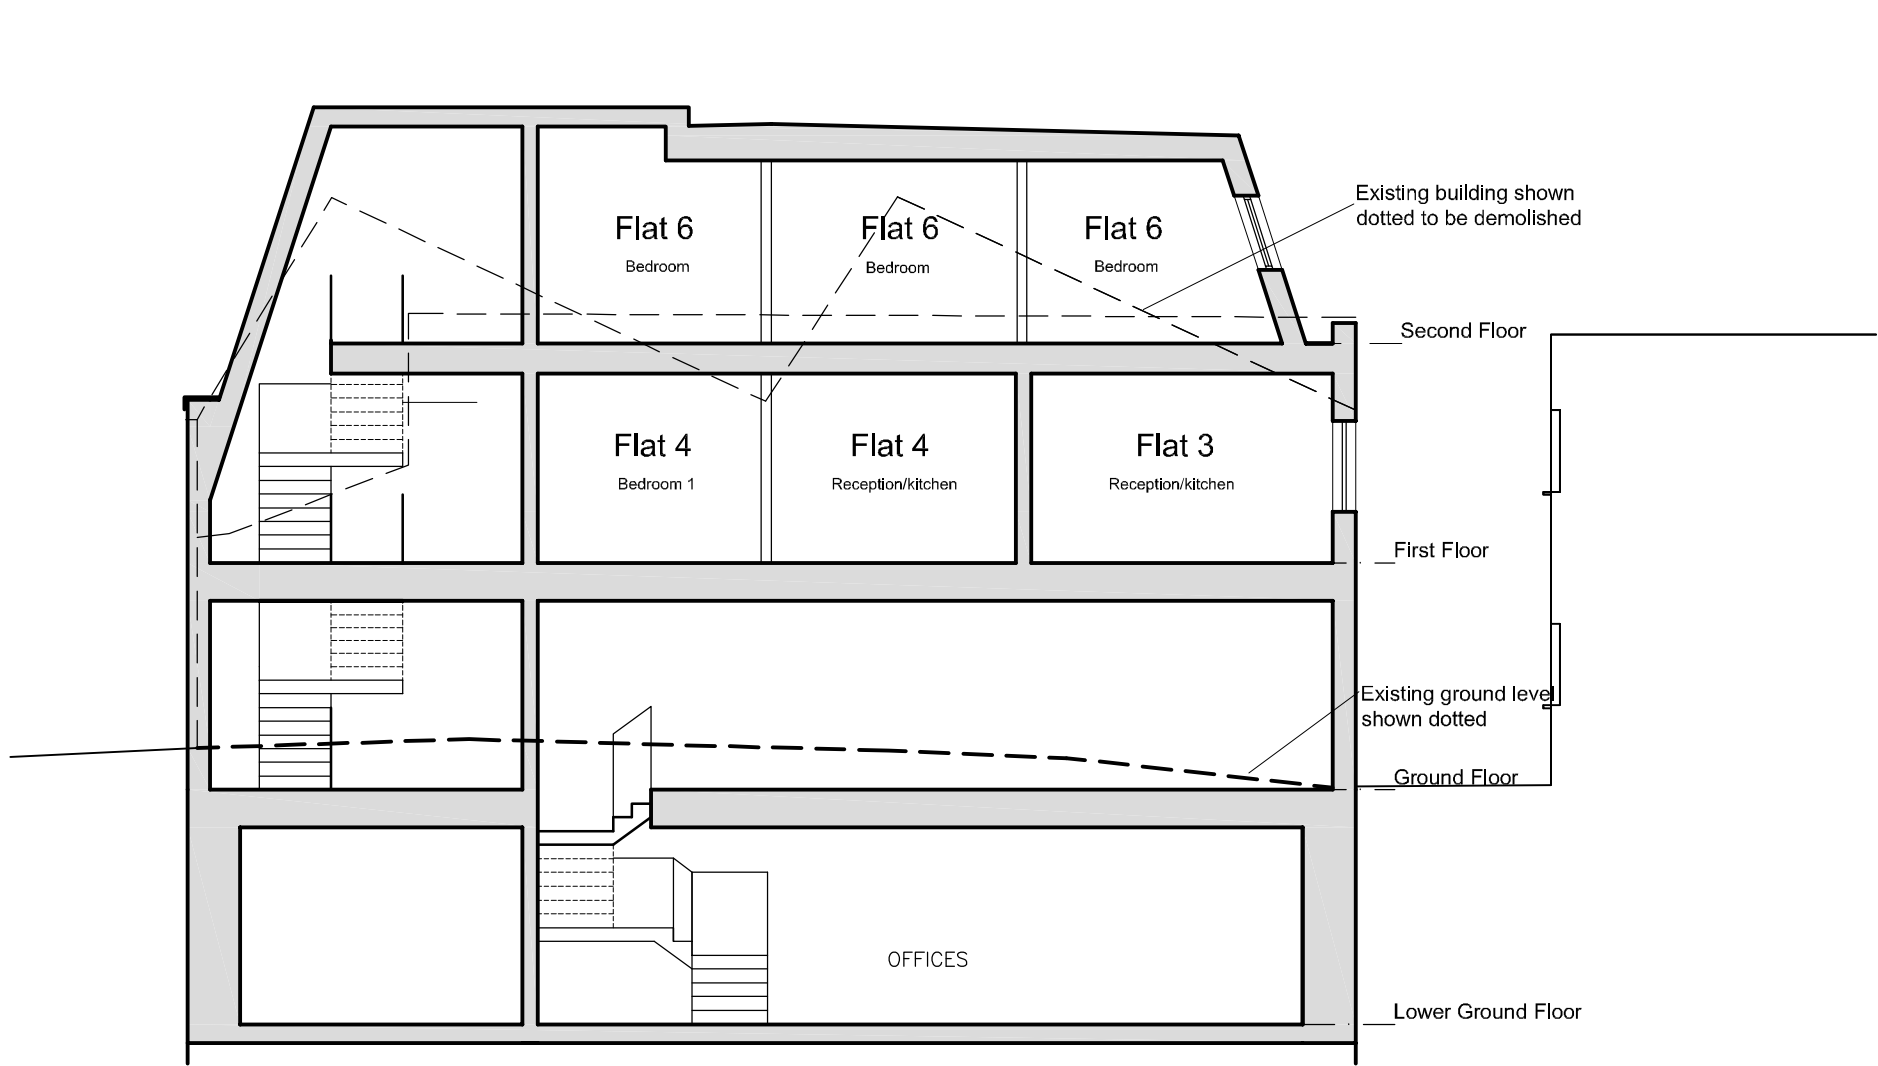 Existing building shown
dotted to be demolished
Flat 6
Flat 6
Flat 6
Bedroom
Bedroom
Bedroom
Second Floor
Flat 4
Flat 4
Flat 3
Bedroom 1
Reception/kitchen
Reception/kitchen
First Floor
Existing ground level
shown dotted
Ground Floor
OFFICES
Lower Ground Floor